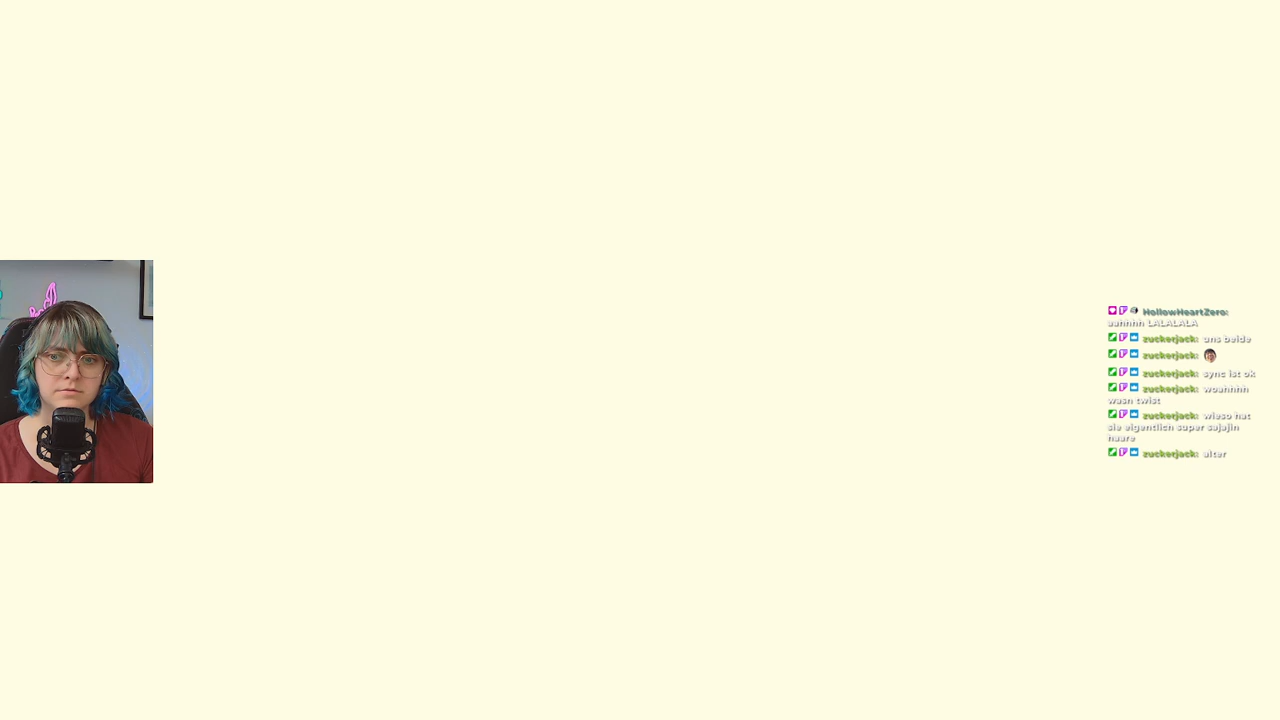 HollowHeartZero:
aahhhh LALALALA
zuckerjack: uns beide
zuckerjack:
zuckerjack: sync ist ok
zuckerjack: woahhhh
wasn twist
zuckerjack: wieso hat
sie eigentlich super sajajin
haare
zuckerjack: alter